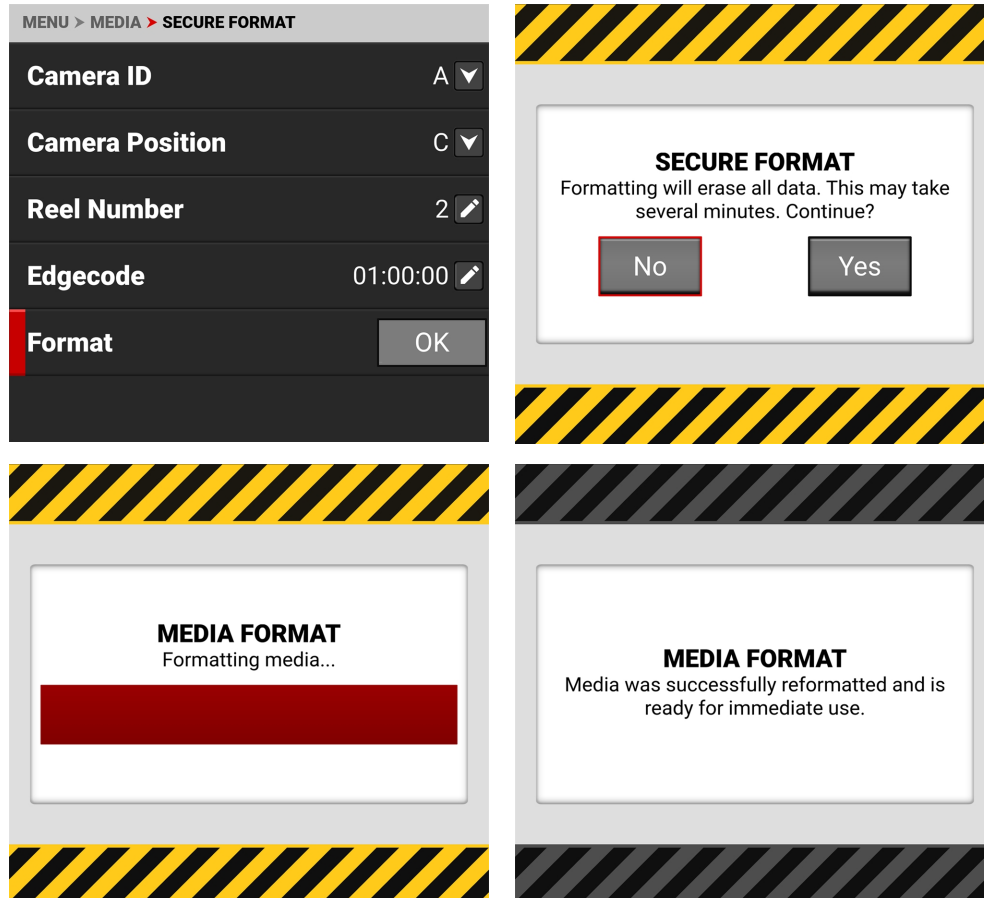 MENU > MEDIA > SECURE FORMAT
Camera ID A
Camera Position C
Reel Number 2
Edgecode 01:00:00
Format OK
SECURE FORMAT
Formatting will erase all data. This may take
several minutes. Continue?
No Yes
MEDIA FORMAT
Formatting media...
MEDIA FORMAT
Media was successfully reformatted and is
ready for immediate use.